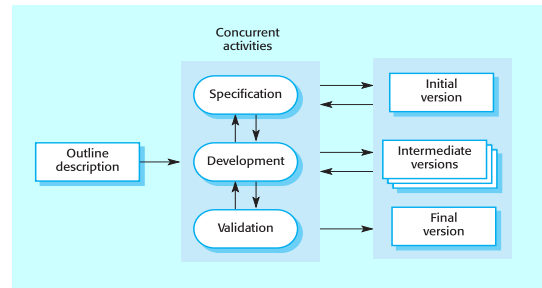 Concurrent
activities
Specification
Initial
version
Outline
description
Development
Intermediate
versions
Validation
Final
version